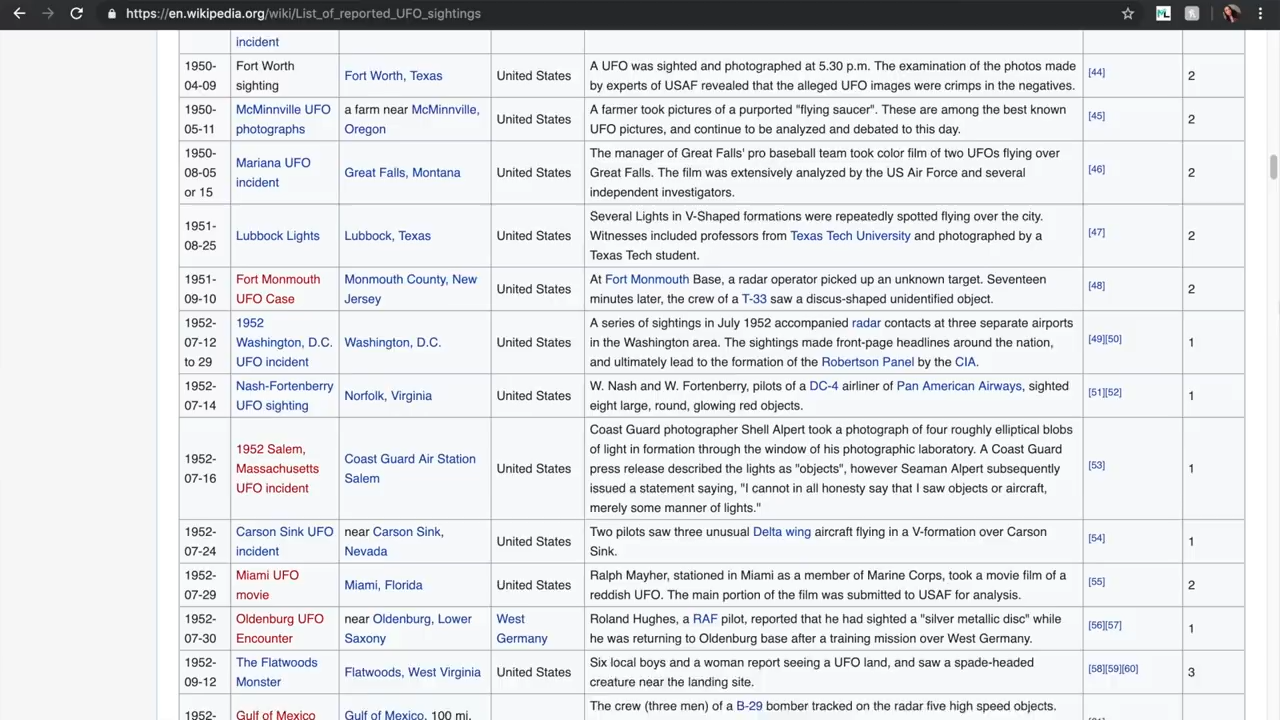 https://en.wikipedia.org/wiki/List_of_reported_UFO_sightings
incident
1950-
04-09
Fort Worth
sighting
Fort Worth, Texas
United States
A UFO was sighted and photographed at 5.30 p.m. The examination of the photos made
by experts of USAF revealed that the alleged UFO images were crimps in the negatives.
[44]
2
1950-
05-11
McMinnville UFO
photographs
a farm near McMinnville,
Oregon
United States
A farmer took pictures of a purported "flying saucer". These are among the best known
UFO pictures, and continue to be analyzed and debated to this day.
[45]
2
1950-
08-05
or 15
Mariana UFO
incident
Great Falls, Montana
United States
The manager of Great Falls' pro baseball team took color film of two UFOs flying over
Great Falls. The film was extensively analyzed by the US Air Force and several
independent investigators.
[46]
2
1951-
08-25
Lubbock Lights
Lubbock, Texas
United States
Several Lights in V-Shaped formations were repeatedly spotted flying over the city.
Witnesses included professors from Texas Tech University and photographed by a
Texas Tech student.
[47]
2
1951-
09-10
Fort Monmouth
UFO Case
Monmouth County, New
Jersey
United States
At Fort Monmouth Base, a radar operator picked up an unknown target. Seventeen
minutes later, the crew of a T-33 saw a discus-shaped unidentified object.
[48]
2
1952-
07-12
to 29
1952
Washington, D.C.
UFO incident
Washington, D.C.
United States
A series of sightings in July 1952 accompanied radar contacts at three separate airports
in the Washington area. The sightings made front-page headlines around the nation,
and ultimately lead to the formation of the Robertson Panel by the CIA.
[49][50]
1
1952-
07-14
Nash-Fortenberry
UFO sighting
Norfolk, Virginia
United States
W. Nash and W. Fortenberry, pilots of a DC-4 airliner of Pan American Airways, sighted
eight large, round, glowing red objects.
[51][52]
1
1952-
07-16
1952 Salem,
Massachusetts
UFO incident
Coast Guard Air Station
Salem
United States
Coast Guard photographer Shell Alpert took a photograph of four roughly elliptical blobs
of light in formation through the window of his photographic laboratory. A Coast Guard
press release described the lights as "objects", however Seaman Alpert subsequently
issued a statement saying, "I cannot in all honesty say that I saw objects or aircraft,
merely some manner of lights."
[53]
1
1952-
07-24
Carson Sink UFO
incident
near Carson Sink,
Nevada
United States
Two pilots saw three unusual Delta wing aircraft flying in a V-formation over Carson
Sink.
[54]
1
1952-
07-29
Miami UFO
movie
Miami, Florida
United States
Ralph Mayher, stationed in Miami as a member of Marine Corps, took a movie film of a
reddish UFO. The main portion of the film was submitted to USAF for analysis.
[55]
2
1952-
07-30
Oldenburg UFO
Encounter
near Oldenburg, Lower
Saxony
West
Germany
Roland Hughes, a RAF pilot, reported that he had sighted a "silver metallic disc" while
he was returning to Oldenburg base after a training mission over West Germany.
[56][57]
1
1952-
09-12
The Flatwoods
Monster
Flatwoods, West Virginia
United States
Six local boys and a woman report seeing a UFO land, and saw a spade-headed
creature near the landing site.
[58][59][60]
3
1952-
Gulf of Mexico
Gulf of Mexico, 100 mi.
The crew (three men) of a B-29 bomber tracked on the radar five high speed objects.